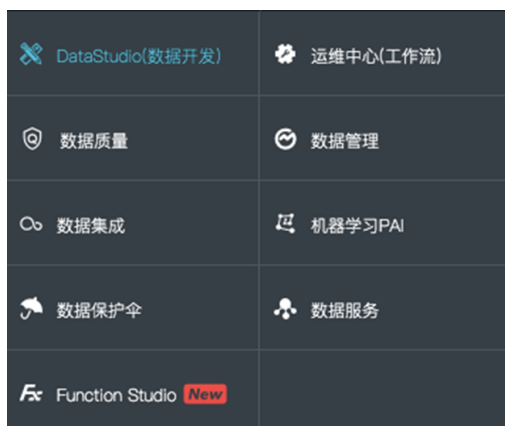 DataStudio(数据开发)
运维中心(工作流)
数据质量
数据管理
数据集成
机器学习PAI
数据保护伞
数据服务
Fx Function Studio New